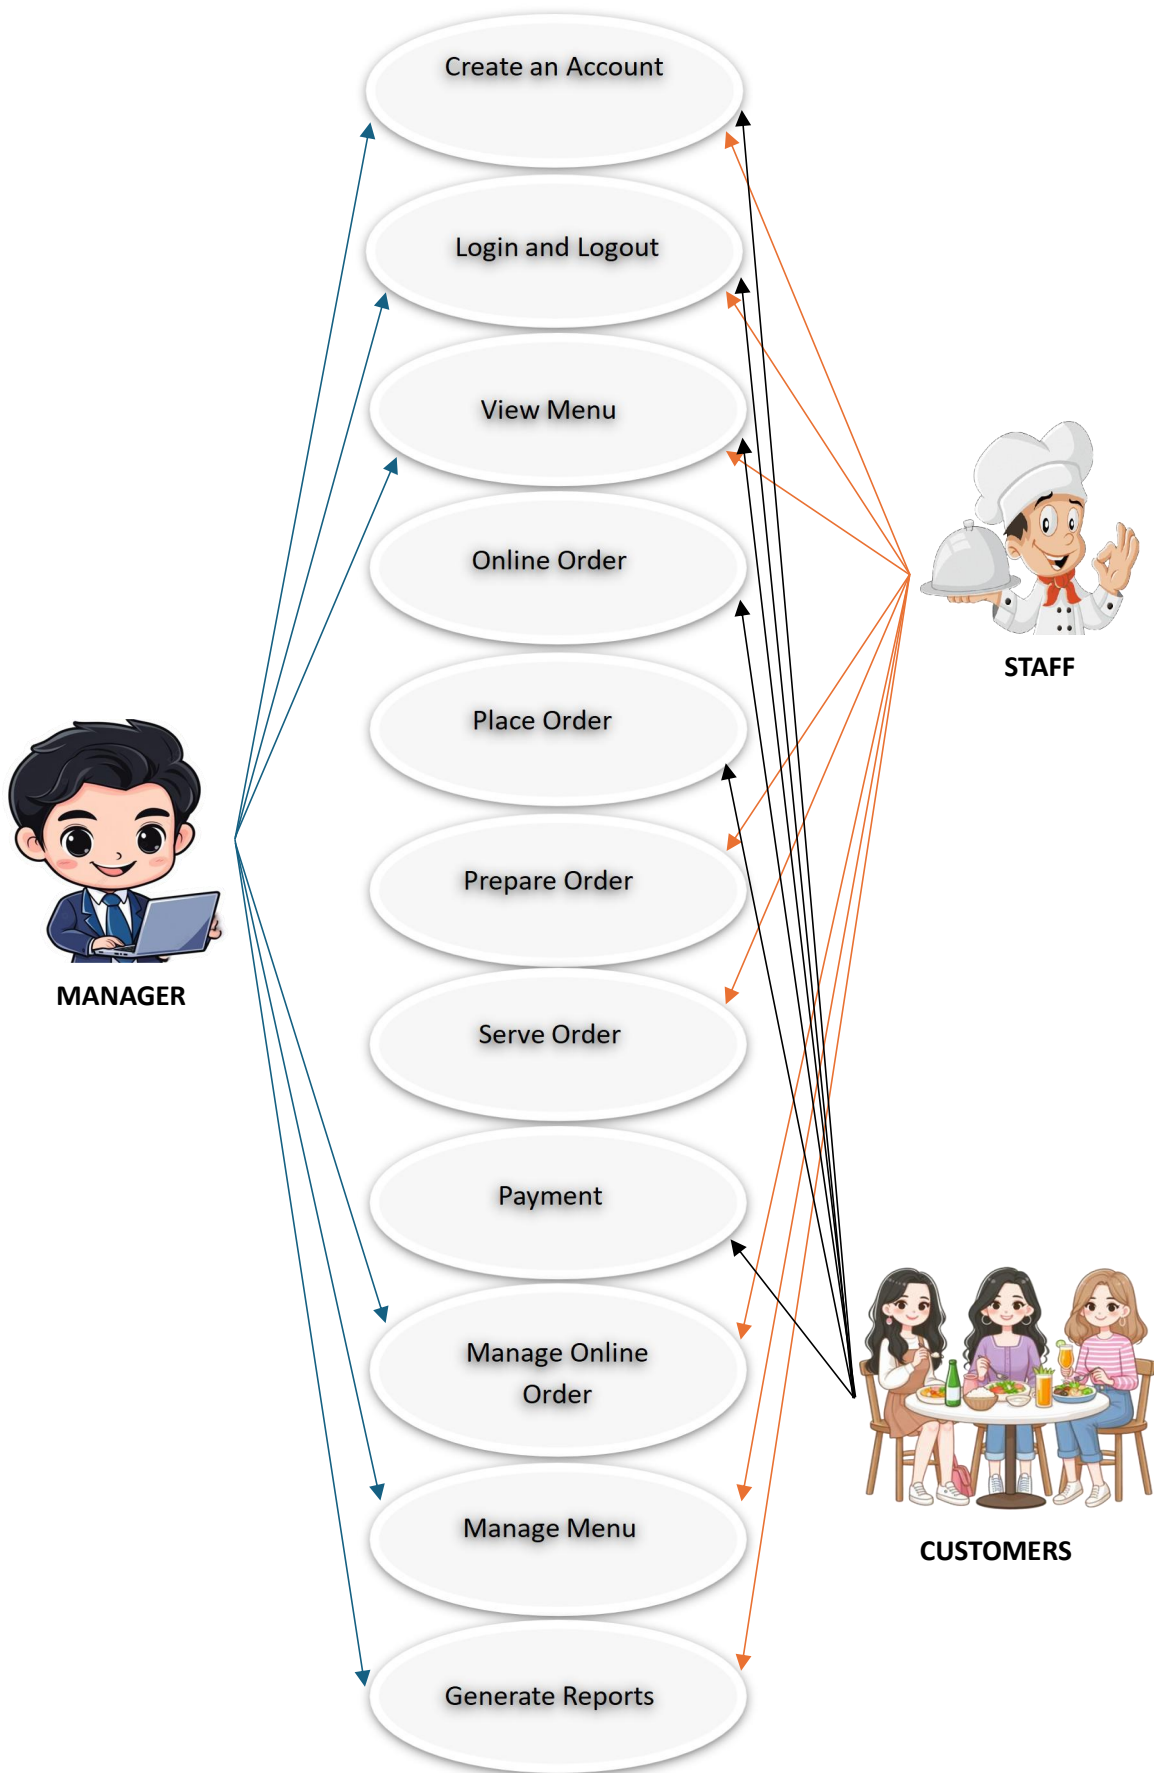 Create an Account
Login and Logout
View Menu
Online Order
STAFF
Place Order
Prepare Order
MANAGER
Serve Order
Payment
Manage Online
Order
Manage Menu
CUSTOMERS
Generate Reports